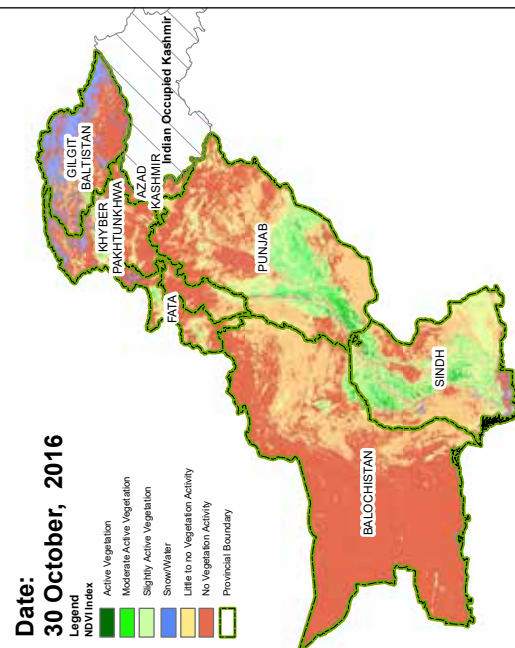 Date:
30 October, 2016
Legend
NDVI Index
Active Vegetation
Moderate Active Vegetation
Slightly Active Vegetation
Snow/Water
Little to no Vegetation Activity
No Vegetation Activity
Provincial Boundary
GILGIT
BALTISTAN
KHYBER
PAKHTUNKHWA
AZAD
KASHMIR
Indian Occupied Kashmir
FATA
PUNJAB
BALOCHISTAN
SINDH